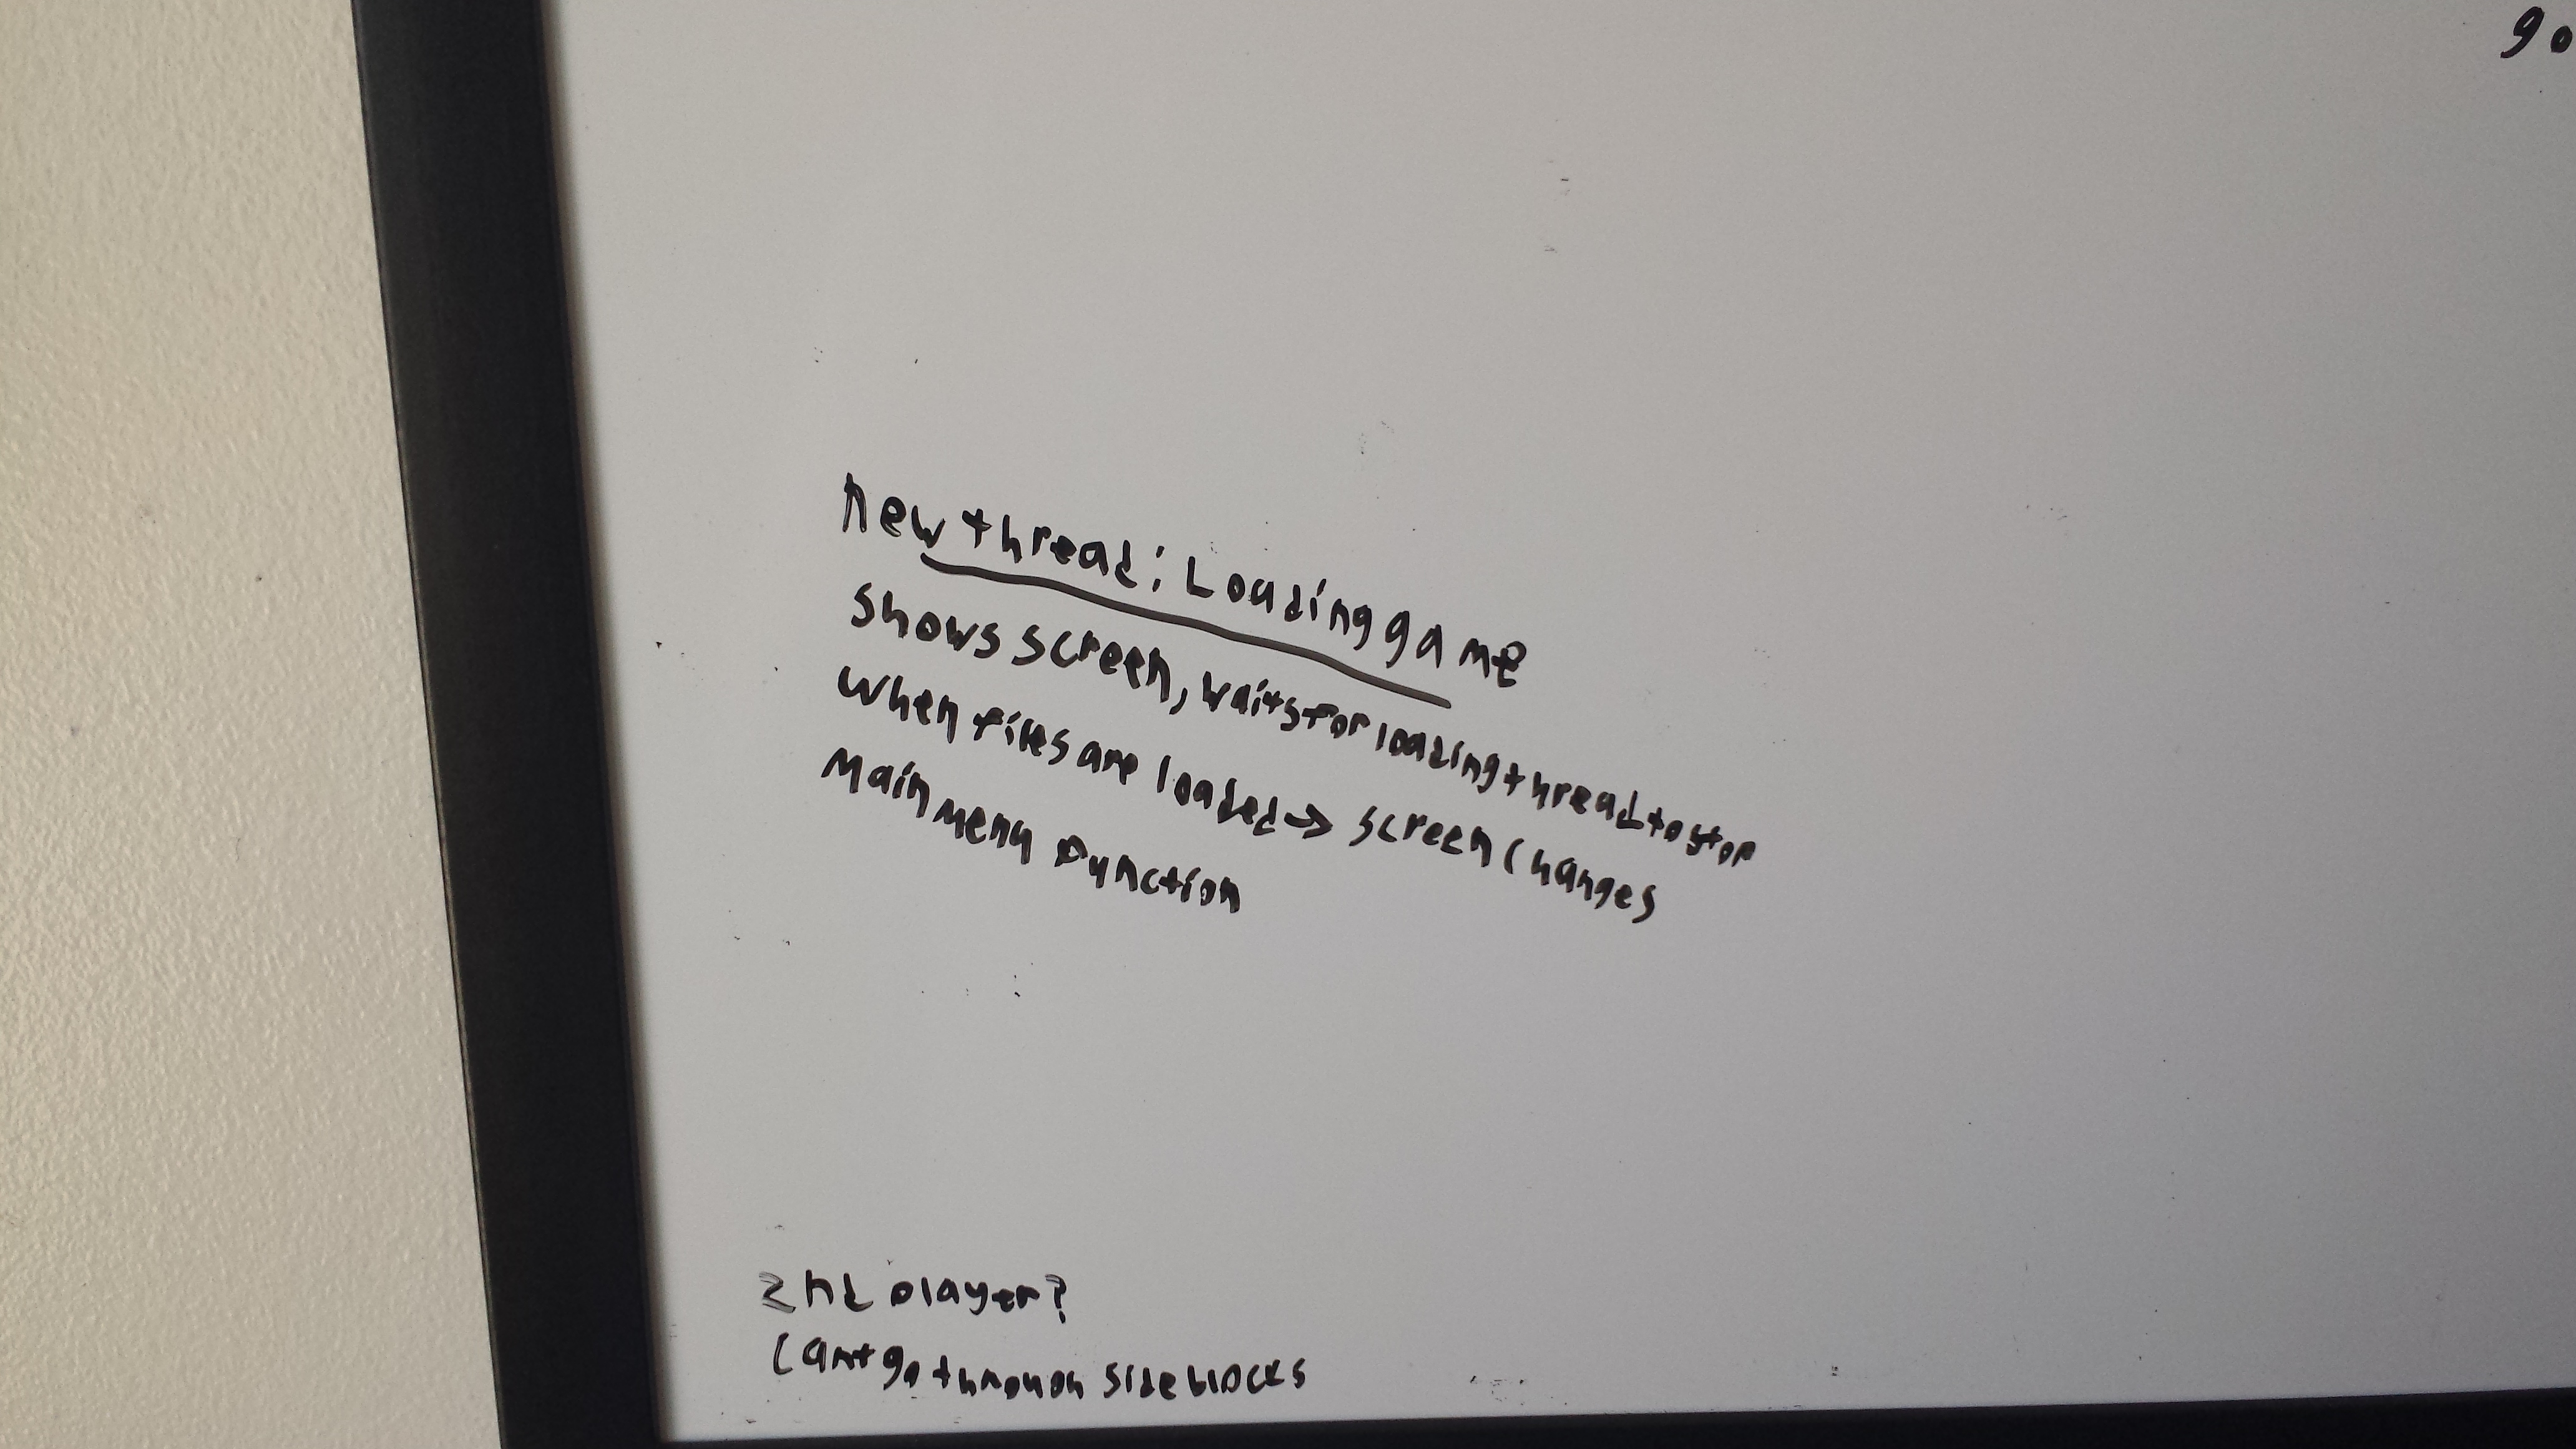 go
New thread: Loading game
Shows screen, waits for loading thread to stop
When files are loaded → screen changes
Main menu function
2nd player?
Cant go through side blocks